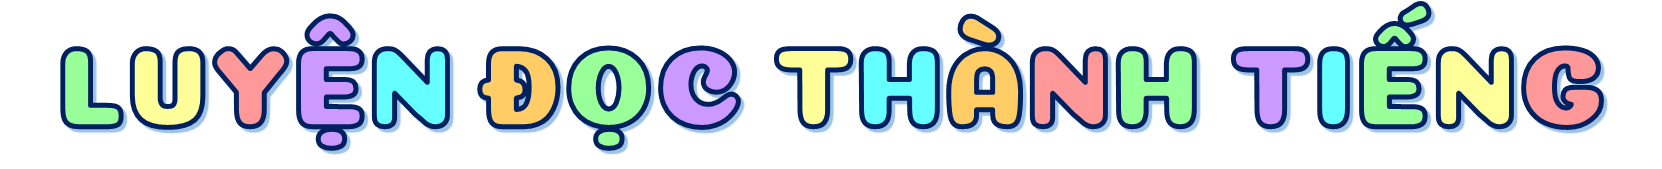 LUYỆN ĐỌC THÀNH TIẾNG